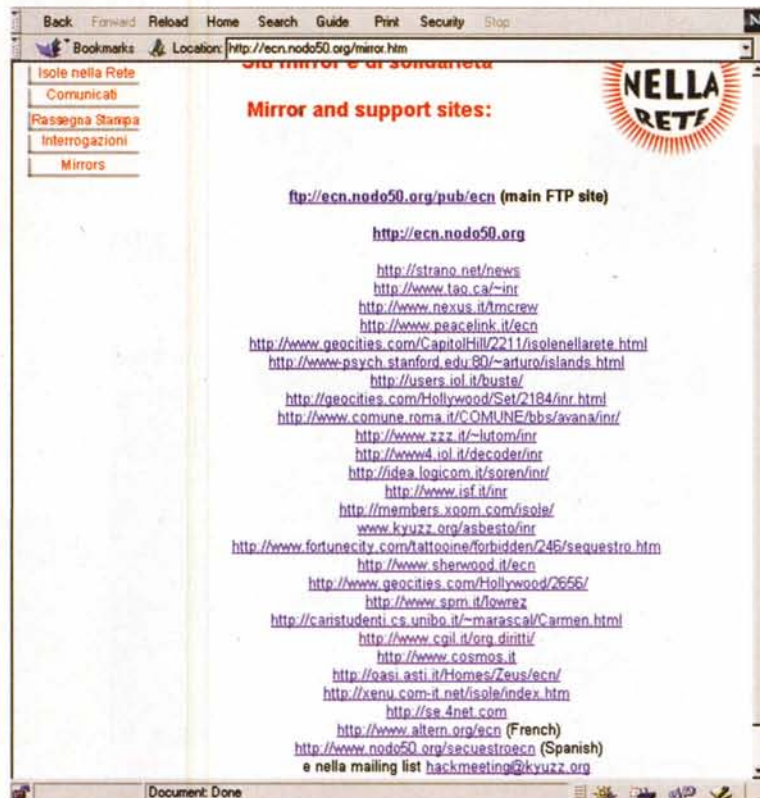 Back Forward Reload Home Search Guide Print Security Stop
N
Bookmarks Location: http://ecn.nodo50.org/mirror.htm
Isole nella Rete
Comunicati
Rassegna Stampa
Interrogazioni
Mirrors
Siti mirror e di solidarietà
NELLA
RETE
Mirror and support sites:
ftp://ecn.nodo50.org/pub/ecn (main FTP site)
http://ecn.nodo50.org
http://strano.net/news
http://www.tao.ca/~inr
http://www.nexus.it/tmcrew
http://www.peacelink.it/ecn
http://www.geocities.com/CapitolHill/2211/isolenellarete.html
http://www-psych.stanford.edu:80/~arturo/islands.html
http://users.iol.it/buste/
http://geocities.com/Hollywood/Set/2184/inr.html
http://www.comune.roma.it/COMUNE/bbs/avana/inr/
http://www.zzz.it/~lutom/inr
http://www4.iol.it/decoder/inr
http://idea.logicom.it/soren/inr/
http://www.isf.it/inr
http://members.xoom.com/isole/
www.kyuzz.org/asbesto/inr
http://www.fortunecity.com/tattooine/forbidden/246/sequestro.htm
http://www.sherwood.it/ecn
http://www.geocities.com/Hollywood/2656/
http://www.spm.it/lowrez
http://caristudenti.cs.unibo.it/~marascal/Carmen.html
http://www.cgil.it/org.diritti/
http://www.cosmos.it
http://oasi.asti.it/Homes/Zeus/ecn/
http://xenu.com-it.net/isole/index.htm
http://se.4net.com
http://www.altern.org/ecn (French)
http://www.nodo50.org/secuestroecn (Spanish)
e nella mailing list hackmeeting@kyuzz.org
Document: Done